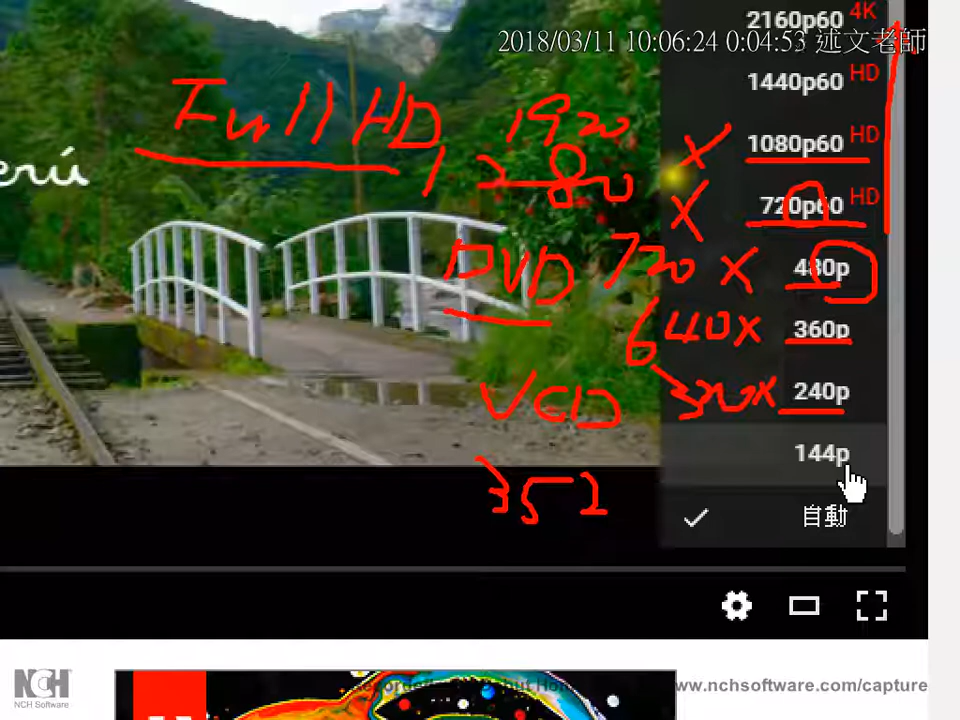 2160p60 4K
2018/03/11 10:06:24 0:04:53 述文老師
1440p60 HD
Full HD 1920 X 1080p60 HD
erú
1280 X 720p60 HD
DVD 720 X 480p
640 X 360p
VCD 320 X 240p
144p
352
自動
NCH
NCH Software
www.nchsoftware.com/capture